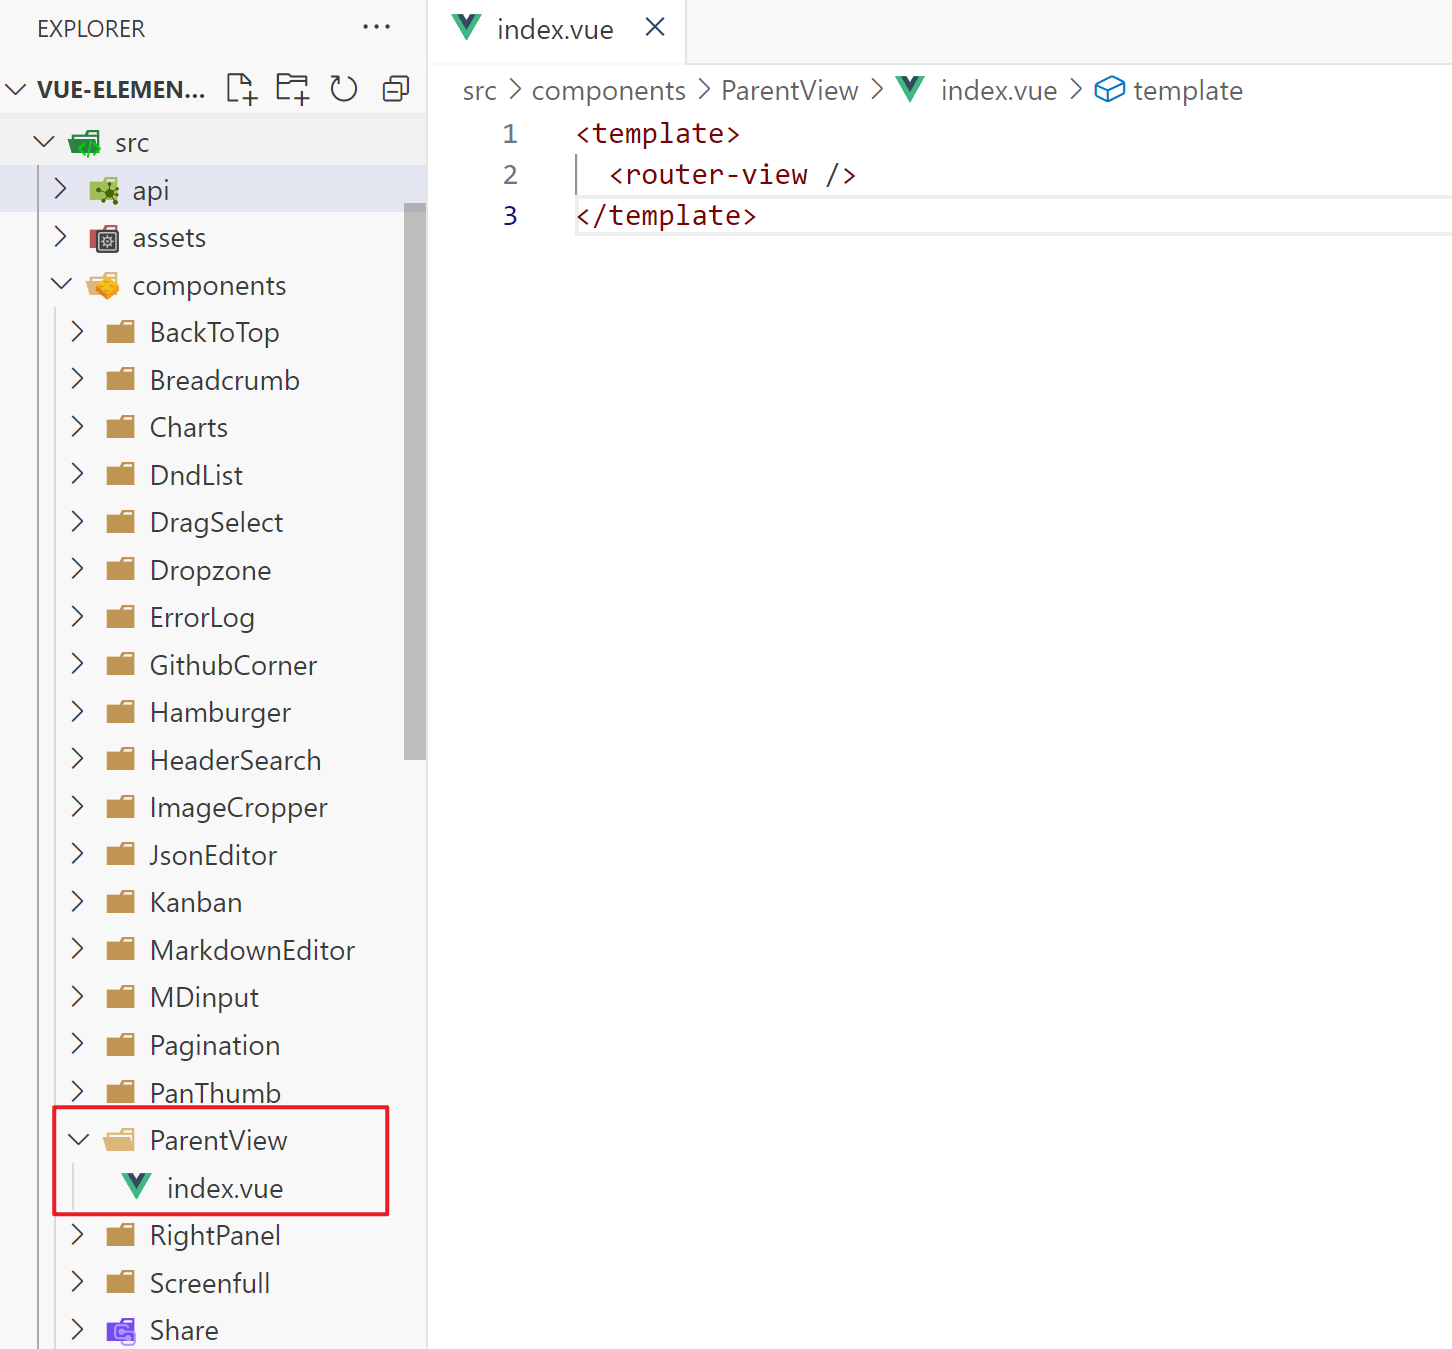 EXPLORER
VUE-ELEMEN...
src
api
assets
components
BackToTop
Breadcrumb
Charts
DndList
DragSelect
Dropzone
ErrorLog
GithubCorner
Hamburger
HeaderSearch
ImageCropper
JsonEditor
Kanban
MarkdownEditor
MDinput
Pagination
PanThumb
ParentView
index.vue
RightPanel
Screenfull
Share
index.vue
src > components > ParentView > index.vue > template
1 <template>
2 <router-view />
3 </template>